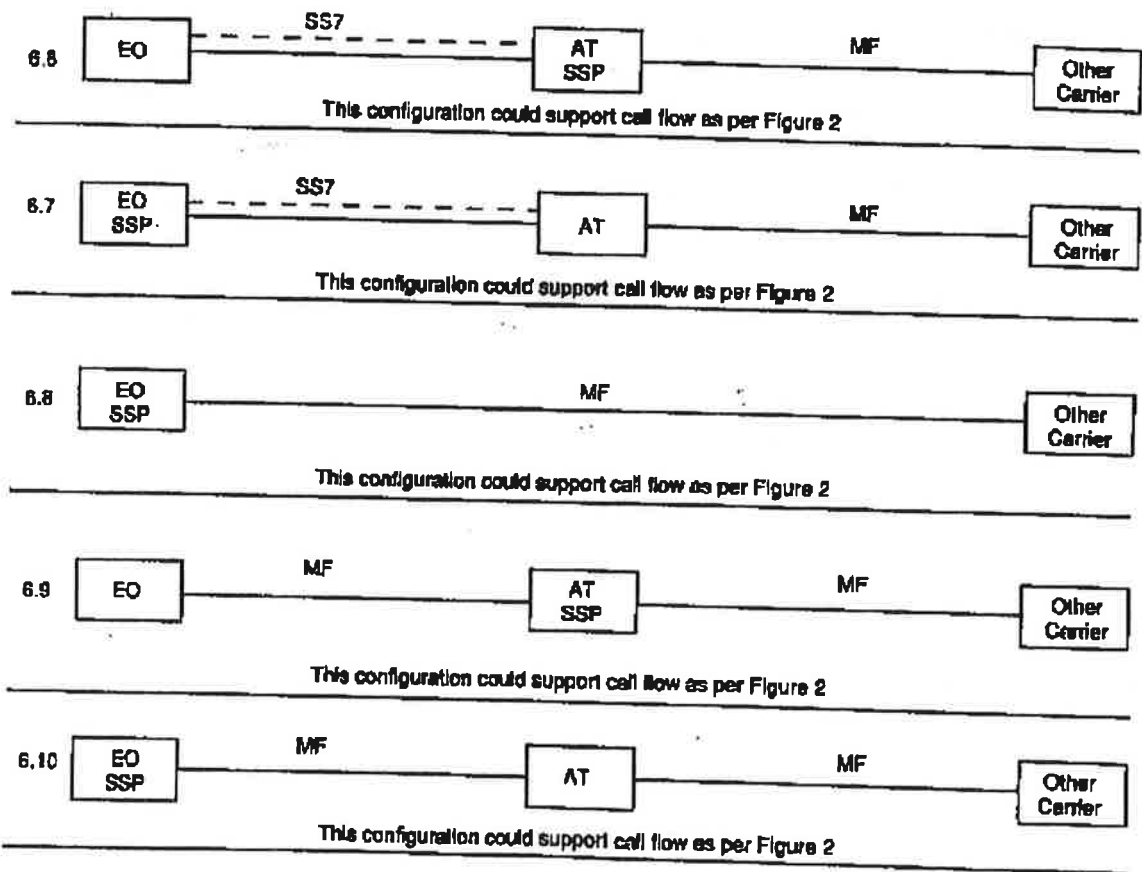 SS7
6.6 EO AT MF Other
SSP Carrier
This configuration could support call flow as per Figure 2
SS7
6.7 EO AT MF Other
SSP Carrier
This configuration could support call flow as per Figure 2
6.8 EO MF Other
SSP Carrier
This configuration could support call flow as per Figure 2
6.9 EO MF AT MF Other
SSP Carrier
This configuration could support call flow as per Figure 2
6.10 EO MF AT MF Other
SSP Carrier
This configuration could support call flow as per Figure 2